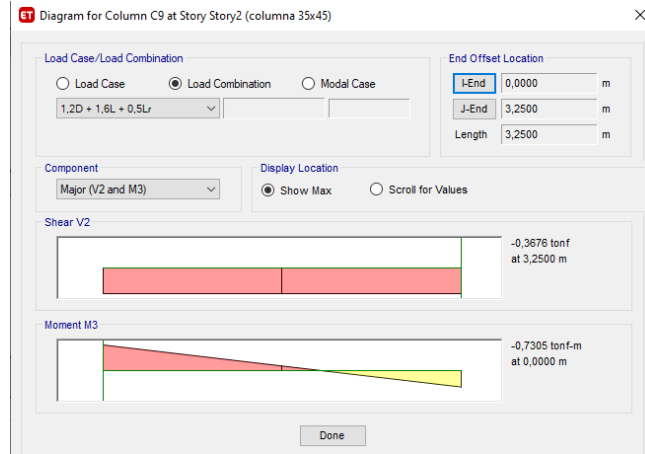 ET Diagram for Column C9 at Story Story2 (columna 35x45)
Load Case/Load Combination
Load Case Load Combination Modal Case
1,2D + 1,6L + 0,5Lr
End Offset Location
I-End 0,0000 m
J-End 3,2500 m
Length 3,2500 m
Component
Major (V2 and M3)
Display Location
Show Max Scroll for Values
Shear V2
-0,3676 tonf
at 3,2500 m
Moment M3
-0,7305 tonf-m
at 0,0000 m
Done